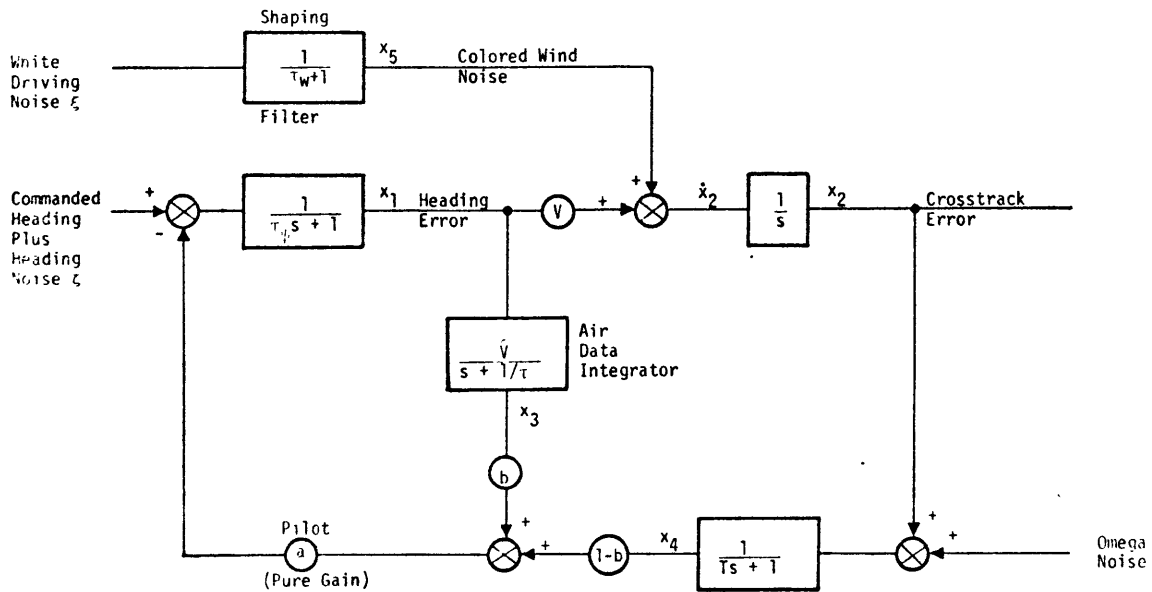 Shaping
White
Driving
Noise ξ
1
τw+1
x5
Colored Wind
Noise
Filter
Commanded
Heading
Plus
Heading
Noise ζ
+
-
1
τψs + 1
x1
Heading
Error
V
+
+
ẋ2
1
s
x2
Crosstrack
Error
V̂
s + 1/τ
Air
Data
Integrator
x3
b
+
+
Pilot
a
(Pure Gain)
1-b
x4
1
Ts + 1
+
+
Omega
Noise